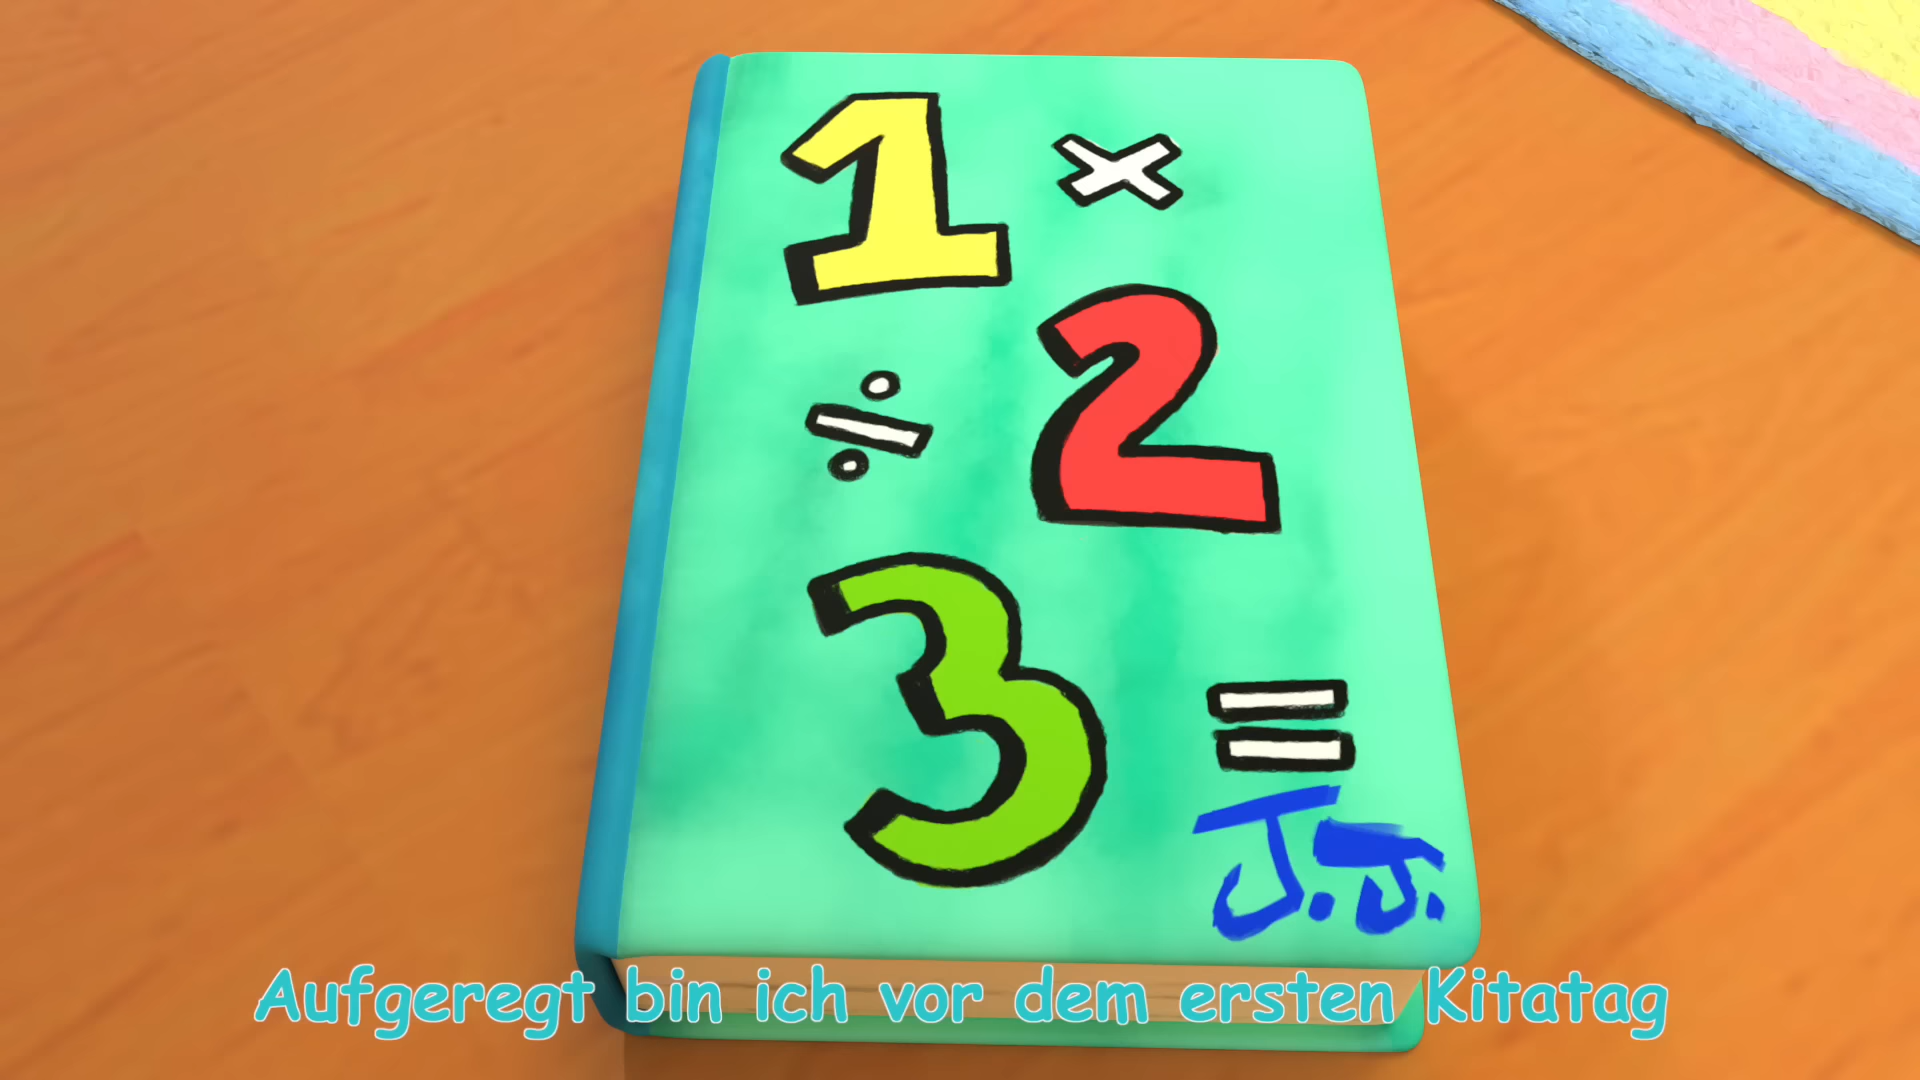 1 ×
÷ 2
3 =
J.J.
Aufgeregt bin ich vor dem ersten Kitatag